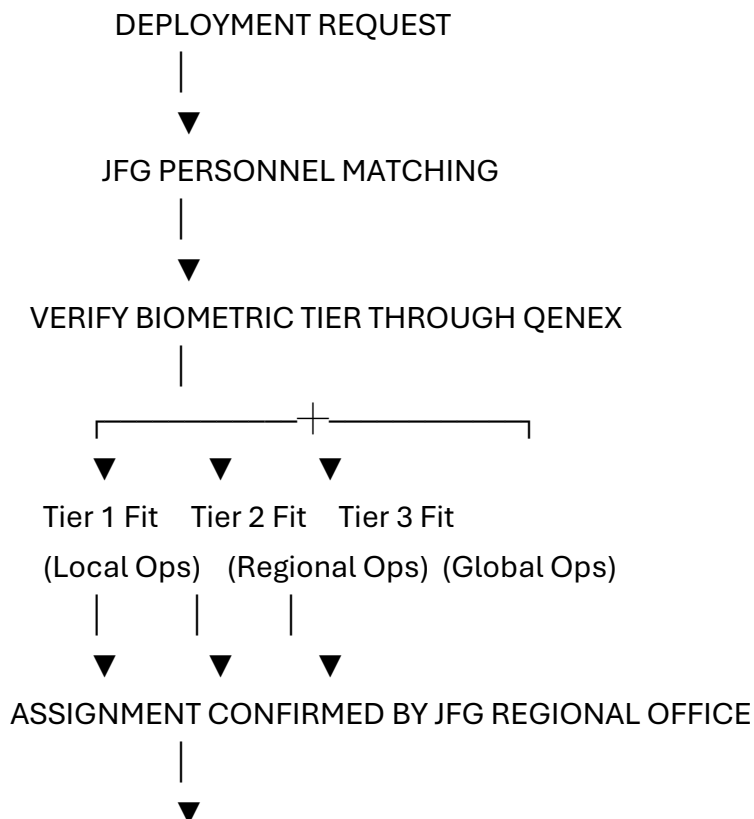 DEPLOYMENT REQUEST
JFG PERSONNEL MATCHING
VERIFY BIOMETRIC TIER THROUGH QENEX
Tier 1 Fit Tier 2 Fit Tier 3 Fit
(Local Ops) (Regional Ops) (Global Ops)
ASSIGNMENT CONFIRMED BY JFG REGIONAL OFFICE